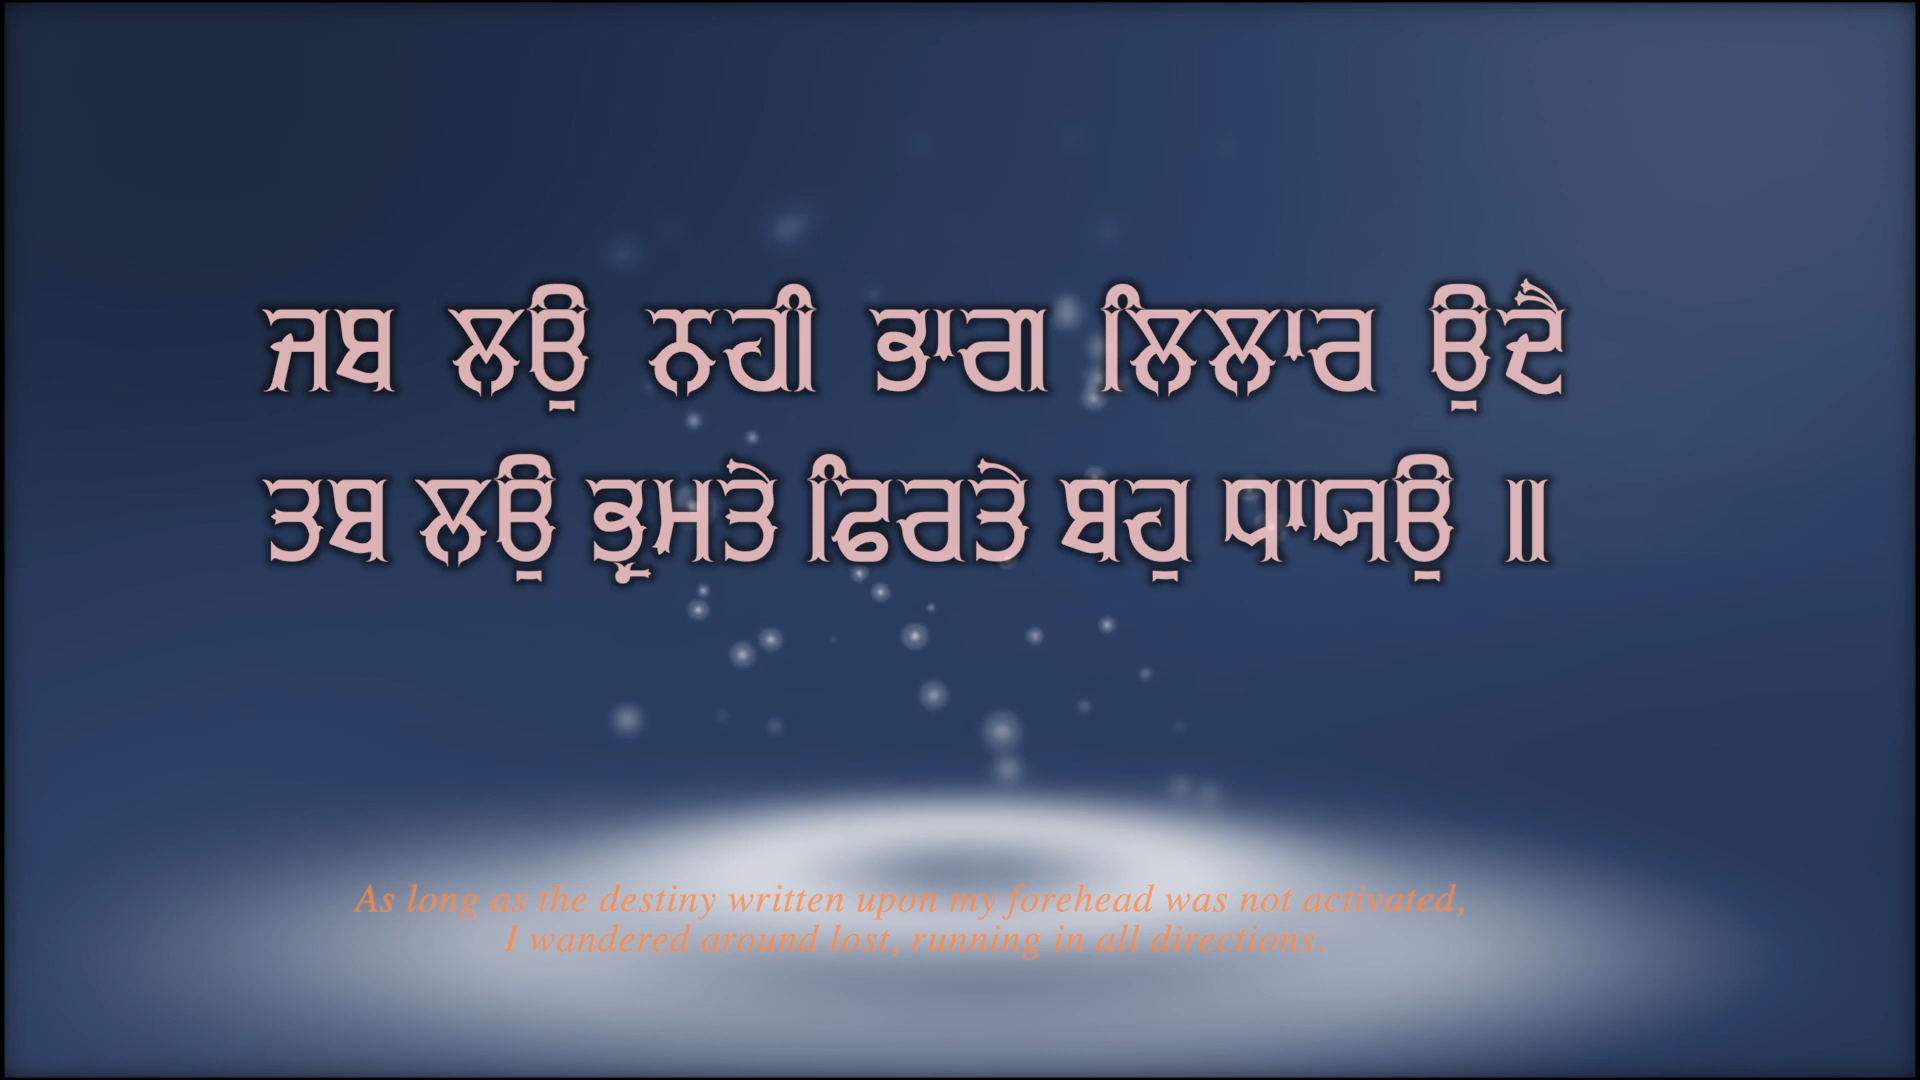 ਜਬ ਲਉ ਨਹੀ ਭਾਗ ਲਿਲਾਰ ਉਦੈ
ਤਬ ਲਉ ਭ੍ਰਮਤੇ ਫਿਰਤੇ ਬਹੁ ਧਾਯਉ ॥
As long as the destiny written upon my forehead was not activated,
I wandered around lost, running in all directions.